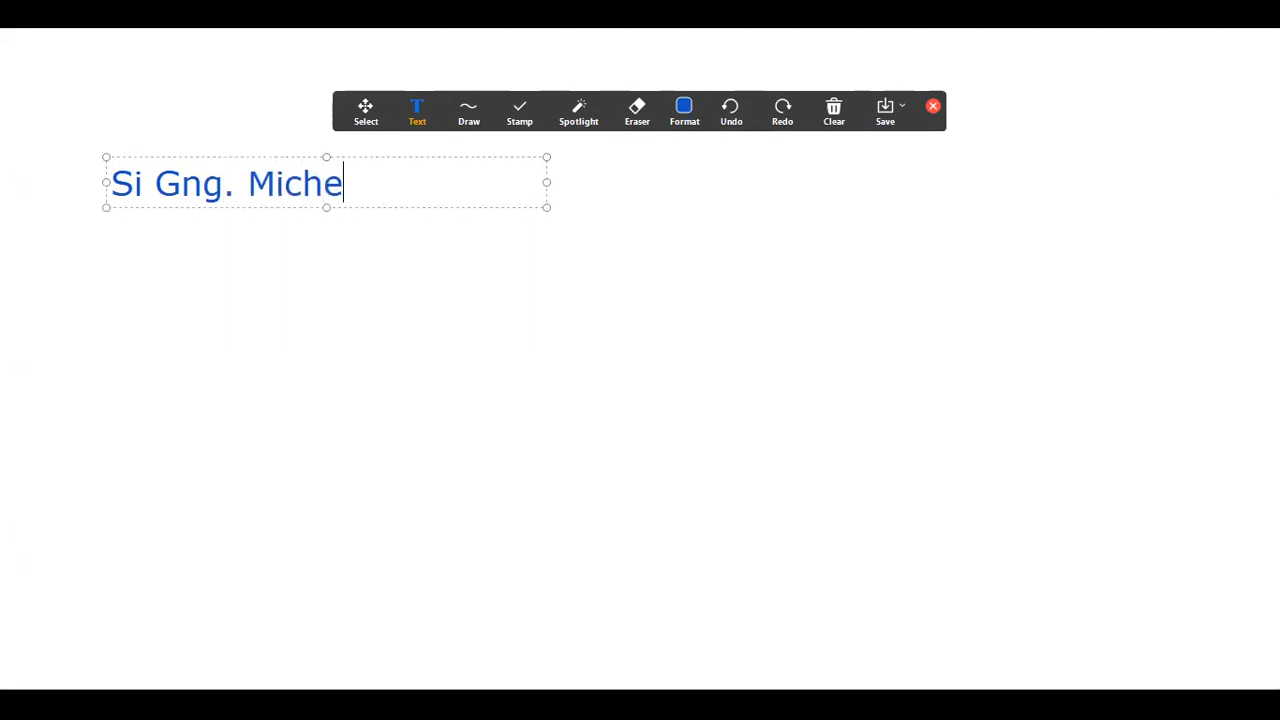 Select Text Draw Stamp Spotlight Eraser Format Undo Redo Clear Save
Si Gng. Miche